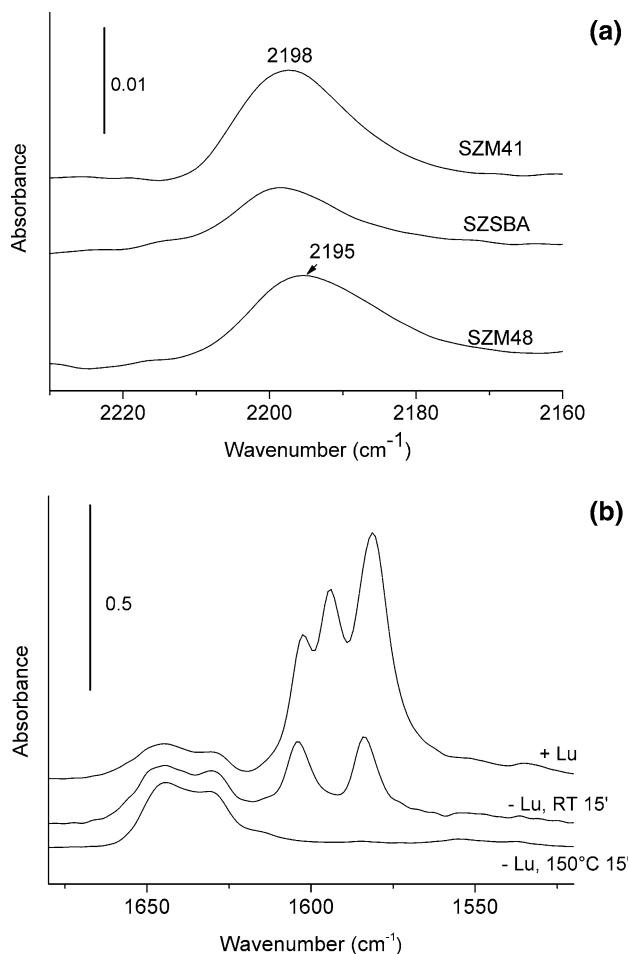 (a)
2198
0.01
SZM41
SZSBA
2195
SZM48
Absorbance
2220 2200 2180 2160
Wavenumber (cm-1)
(b)
0.5
Absorbance
+ Lu
- Lu, RT 15'
- Lu, 150°C 15'
1650 1600 1550
Wavenumber (cm-1)